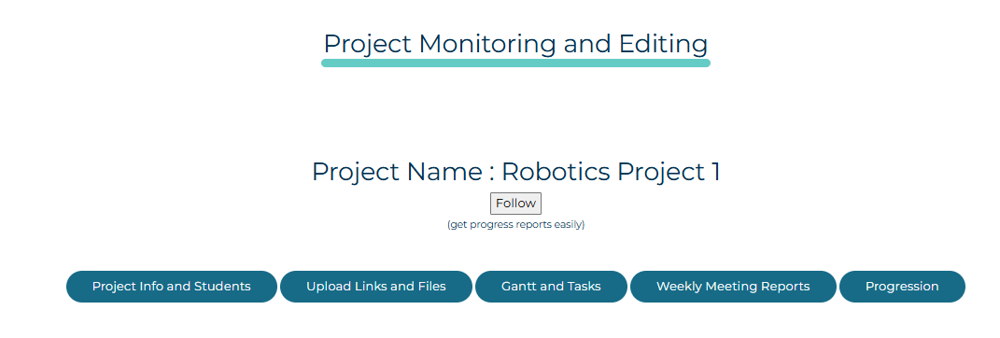 Project Monitoring and Editing
Project Name : Robotics Project 1
Follow
(get progress reports easily)
Project Info and Students Upload Links and Files Gantt and Tasks Weekly Meeting Reports Progression